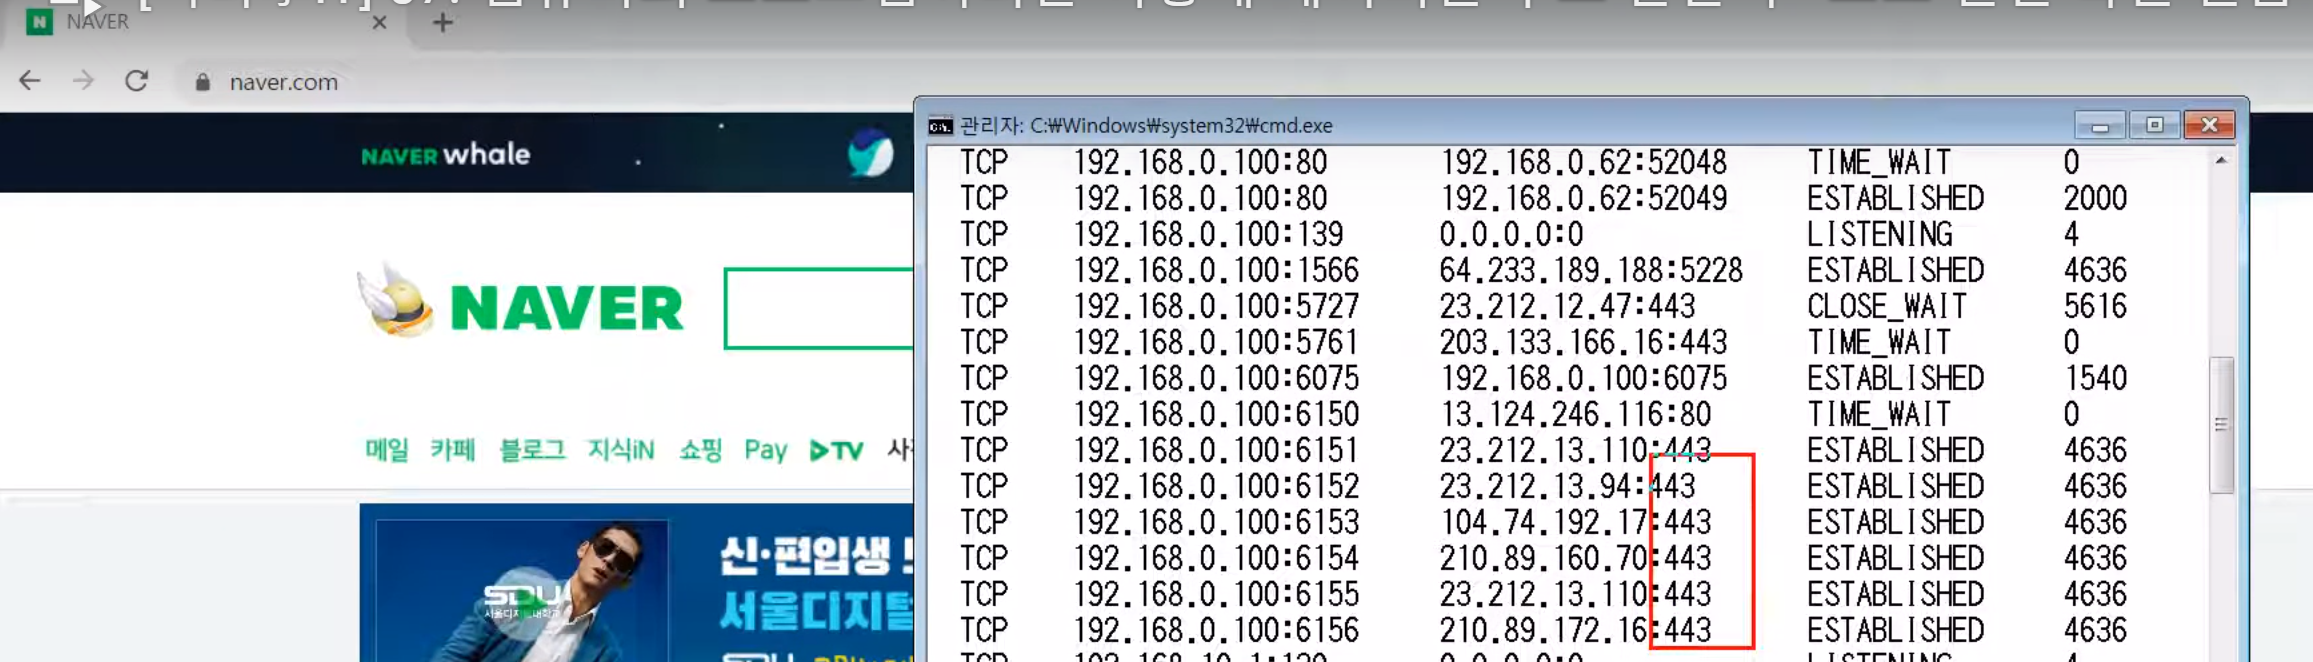 NAVER
naver.com
관리자: C:₩Windows₩system32₩cmd.exe
NAVER whale
TCP 192.168.0.100:80 192.168.0.62:52048 TIME_WAIT 0
TCP 192.168.0.100:80 192.168.0.62:52049 ESTABLISHED 2000
TCP 192.168.0.100:139 0.0.0.0:0 LISTENING 4
TCP 192.168.0.100:1566 64.233.189.188:5228 ESTABLISHED 4636
TCP 192.168.0.100:5727 23.212.12.47:443 CLOSE_WAIT 5616
TCP 192.168.0.100:5761 203.133.166.16:443 TIME_WAIT 0
TCP 192.168.0.100:6075 192.168.0.100:6075 ESTABLISHED 1540
TCP 192.168.0.100:6150 13.124.246.116:80 TIME_WAIT 0
TCP 192.168.0.100:6151 23.212.13.110:443 ESTABLISHED 4636
TCP 192.168.0.100:6152 23.212.13.94:443 ESTABLISHED 4636
TCP 192.168.0.100:6153 104.74.192.17:443 ESTABLISHED 4636
TCP 192.168.0.100:6154 210.89.160.70:443 ESTABLISHED 4636
TCP 192.168.0.100:6155 23.212.13.110:443 ESTABLISHED 4636
TCP 192.168.0.100:6156 210.89.172.16:443 ESTABLISHED 4636
NAVER
메일 카페 블로그 지식iN 쇼핑 Pay TV
신·편입생
서울디지털
SDU
서울디지털대학교